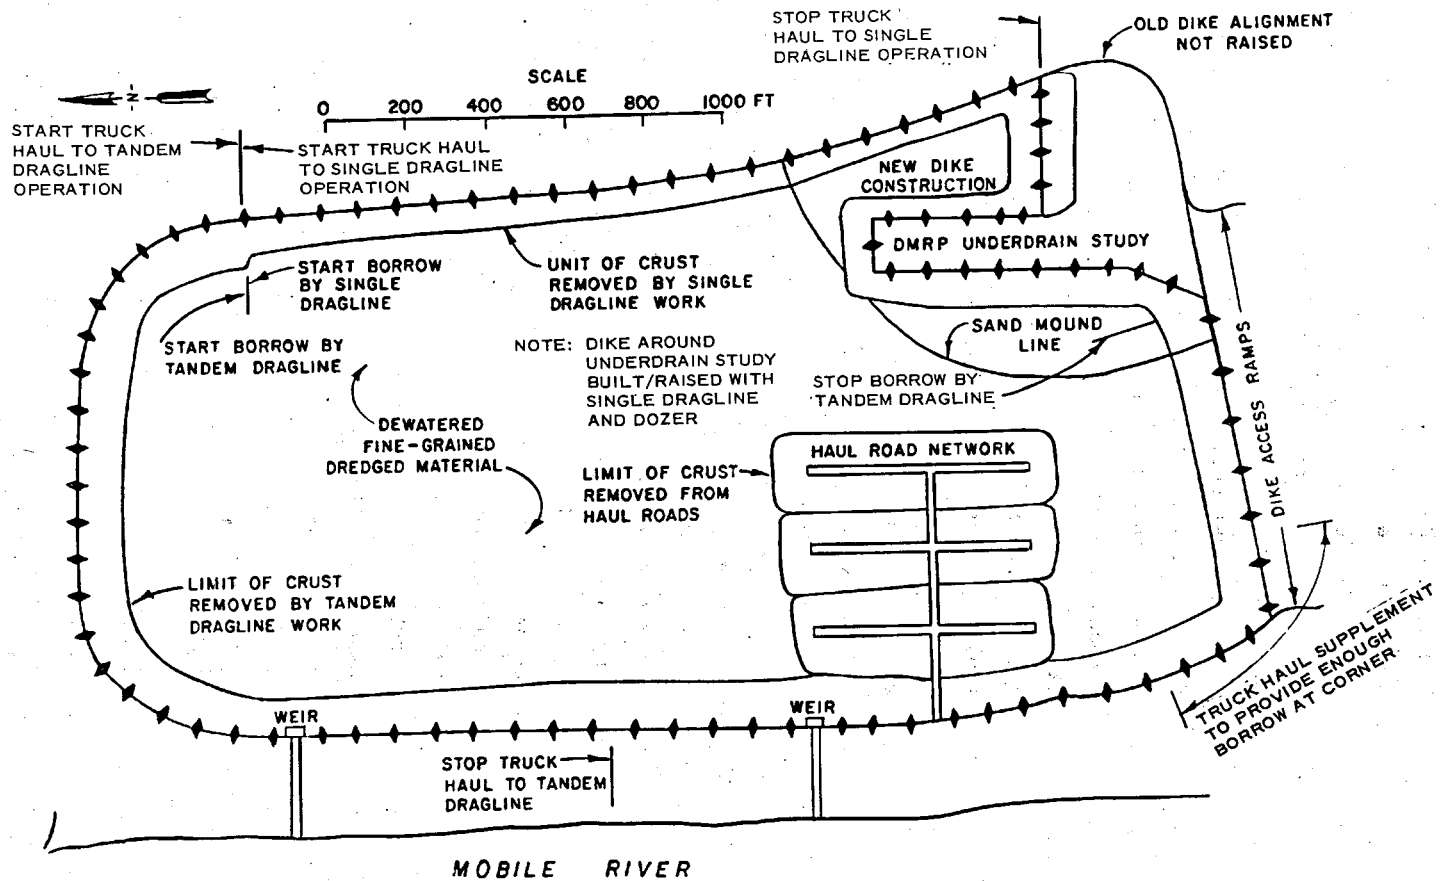 STOP TRUCK
HAUL TO SINGLE
DRAGLINE OPERATION
OLD DIKE ALIGNMENT
NOT RAISED
SCALE
0 200 400 600 800 1000 FT
N
START TRUCK
HAUL TO TANDEM
DRAGLINE
OPERATION
START TRUCK HAUL
TO SINGLE DRAGLINE
OPERATION
NEW DIKE
CONSTRUCTION
DMRP UNDERDRAIN STUDY
START BORROW
BY SINGLE
DRAGLINE
UNIT OF CRUST
REMOVED BY SINGLE
DRAGLINE WORK
START BORROW BY
TANDEM DRAGLINE
NOTE: DIKE AROUND
UNDERDRAIN STUDY
BUILT/RAISED WITH
SINGLE DRAGLINE
AND DOZER
SAND MOUND
LINE
STOP BORROW BY
TANDEM DRAGLINE
DIKE ACCESS RAMPS
DEWATERED
FINE-GRAINED
DREDGED MATERIAL
LIMIT OF CRUST
REMOVED FROM
HAUL ROADS
HAUL ROAD NETWORK
LIMIT OF CRUST
REMOVED BY TANDEM
DRAGLINE WORK
TRUCK HAUL SUPPLEMENT
TO PROVIDE ENOUGH
BORROW AT CORNER
WEIR
WEIR
STOP TRUCK
HAUL TO TANDEM
DRAGLINE
MOBILE RIVER